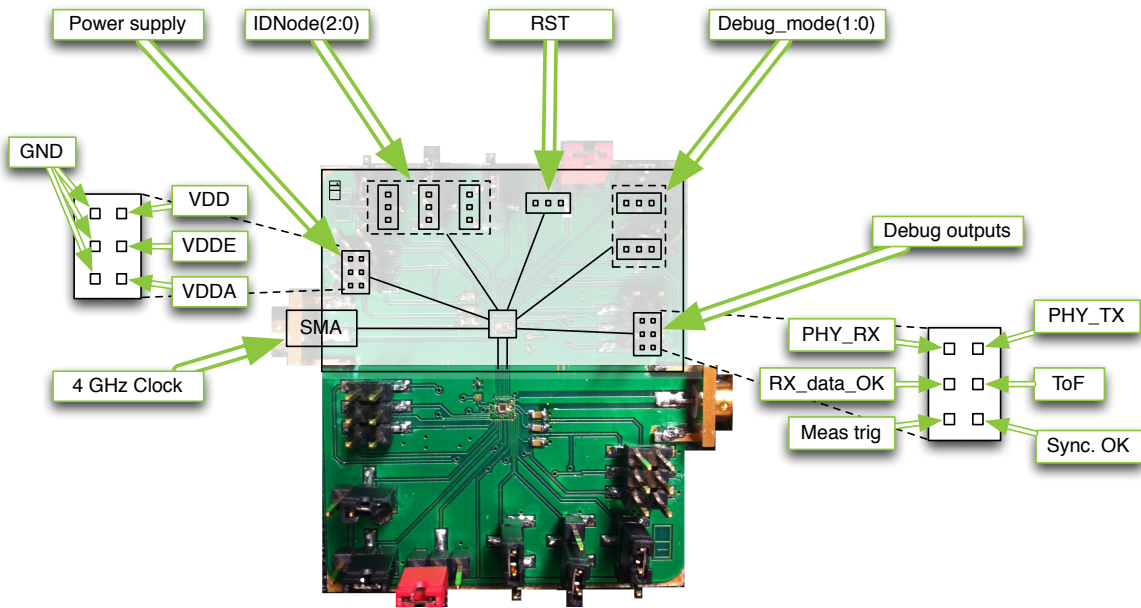 Power supply
IDNode(2:0)
RST
Debug_mode(1:0)
GND
VDD
VDDE
VDDA
Debug outputs
SMA
4 GHz Clock
PHY_RX
PHY_TX
RX_data_OK
ToF
Meas trig
Sync. OK